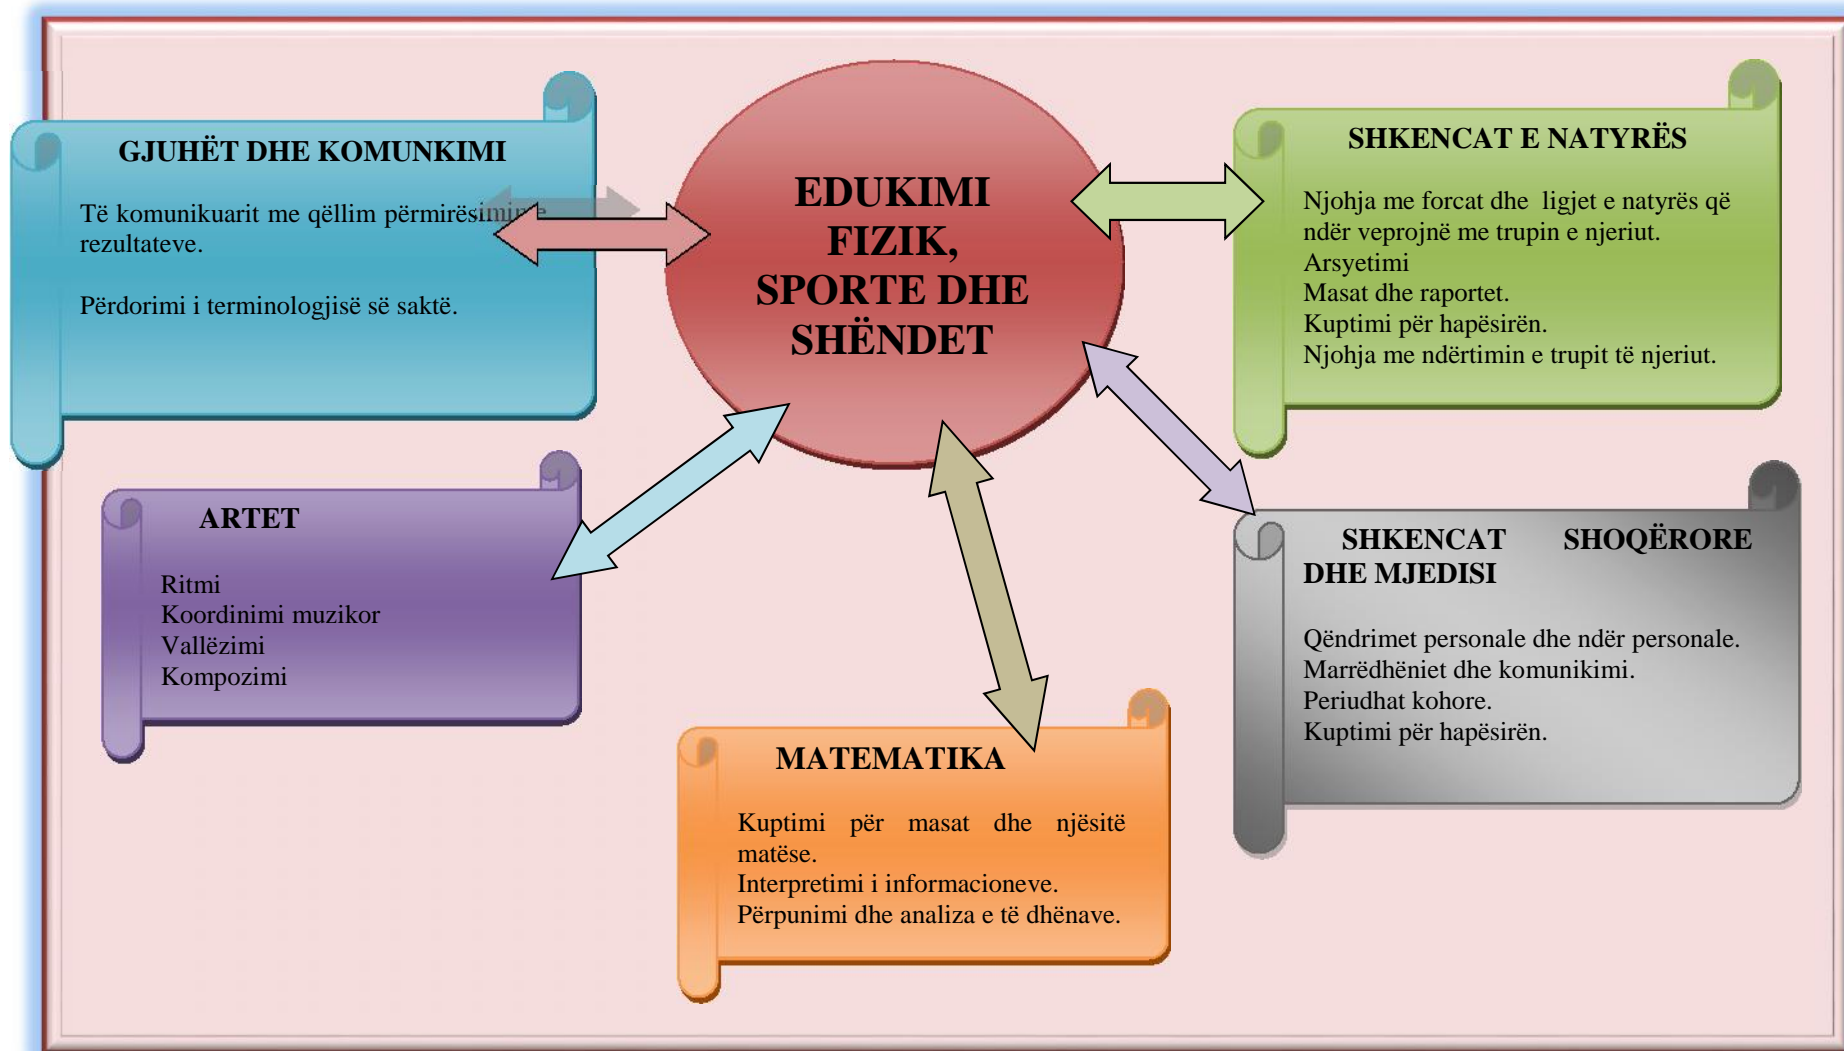 GJUHËT DHE KOMUNKIMI
Të komunikuarit me qëllim përmirësimin e
rezultateve.
Përdorimi i terminologjisë së saktë.
EDUKIMI
FIZIK,
SPORTE DHE
SHËNDET
SHKENCAT E NATYRËS
Njohja me forcat dhe ligjet e natyrës që
ndër veprojnë me trupin e njeriut.
Arsyetimi
Masat dhe raportet.
Kuptimi për hapësirën.
Njohja me ndërtimin e trupit të njeriut.
ARTET
Ritmi
Koordinimi muzikor
Vallëzimi
Kompozimi
SHKENCAT SHOQËRORE
DHE MJEDISI
Qëndrimet personale dhe ndër personale.
Marrëdhëniet dhe komunikimi.
Periudhat kohore.
Kuptimi për hapësirën.
MATEMATIKA
Kuptimi për masat dhe njësitë
matëse.
Interpretimi i informacioneve.
Përpunimi dhe analiza e të dhënave.